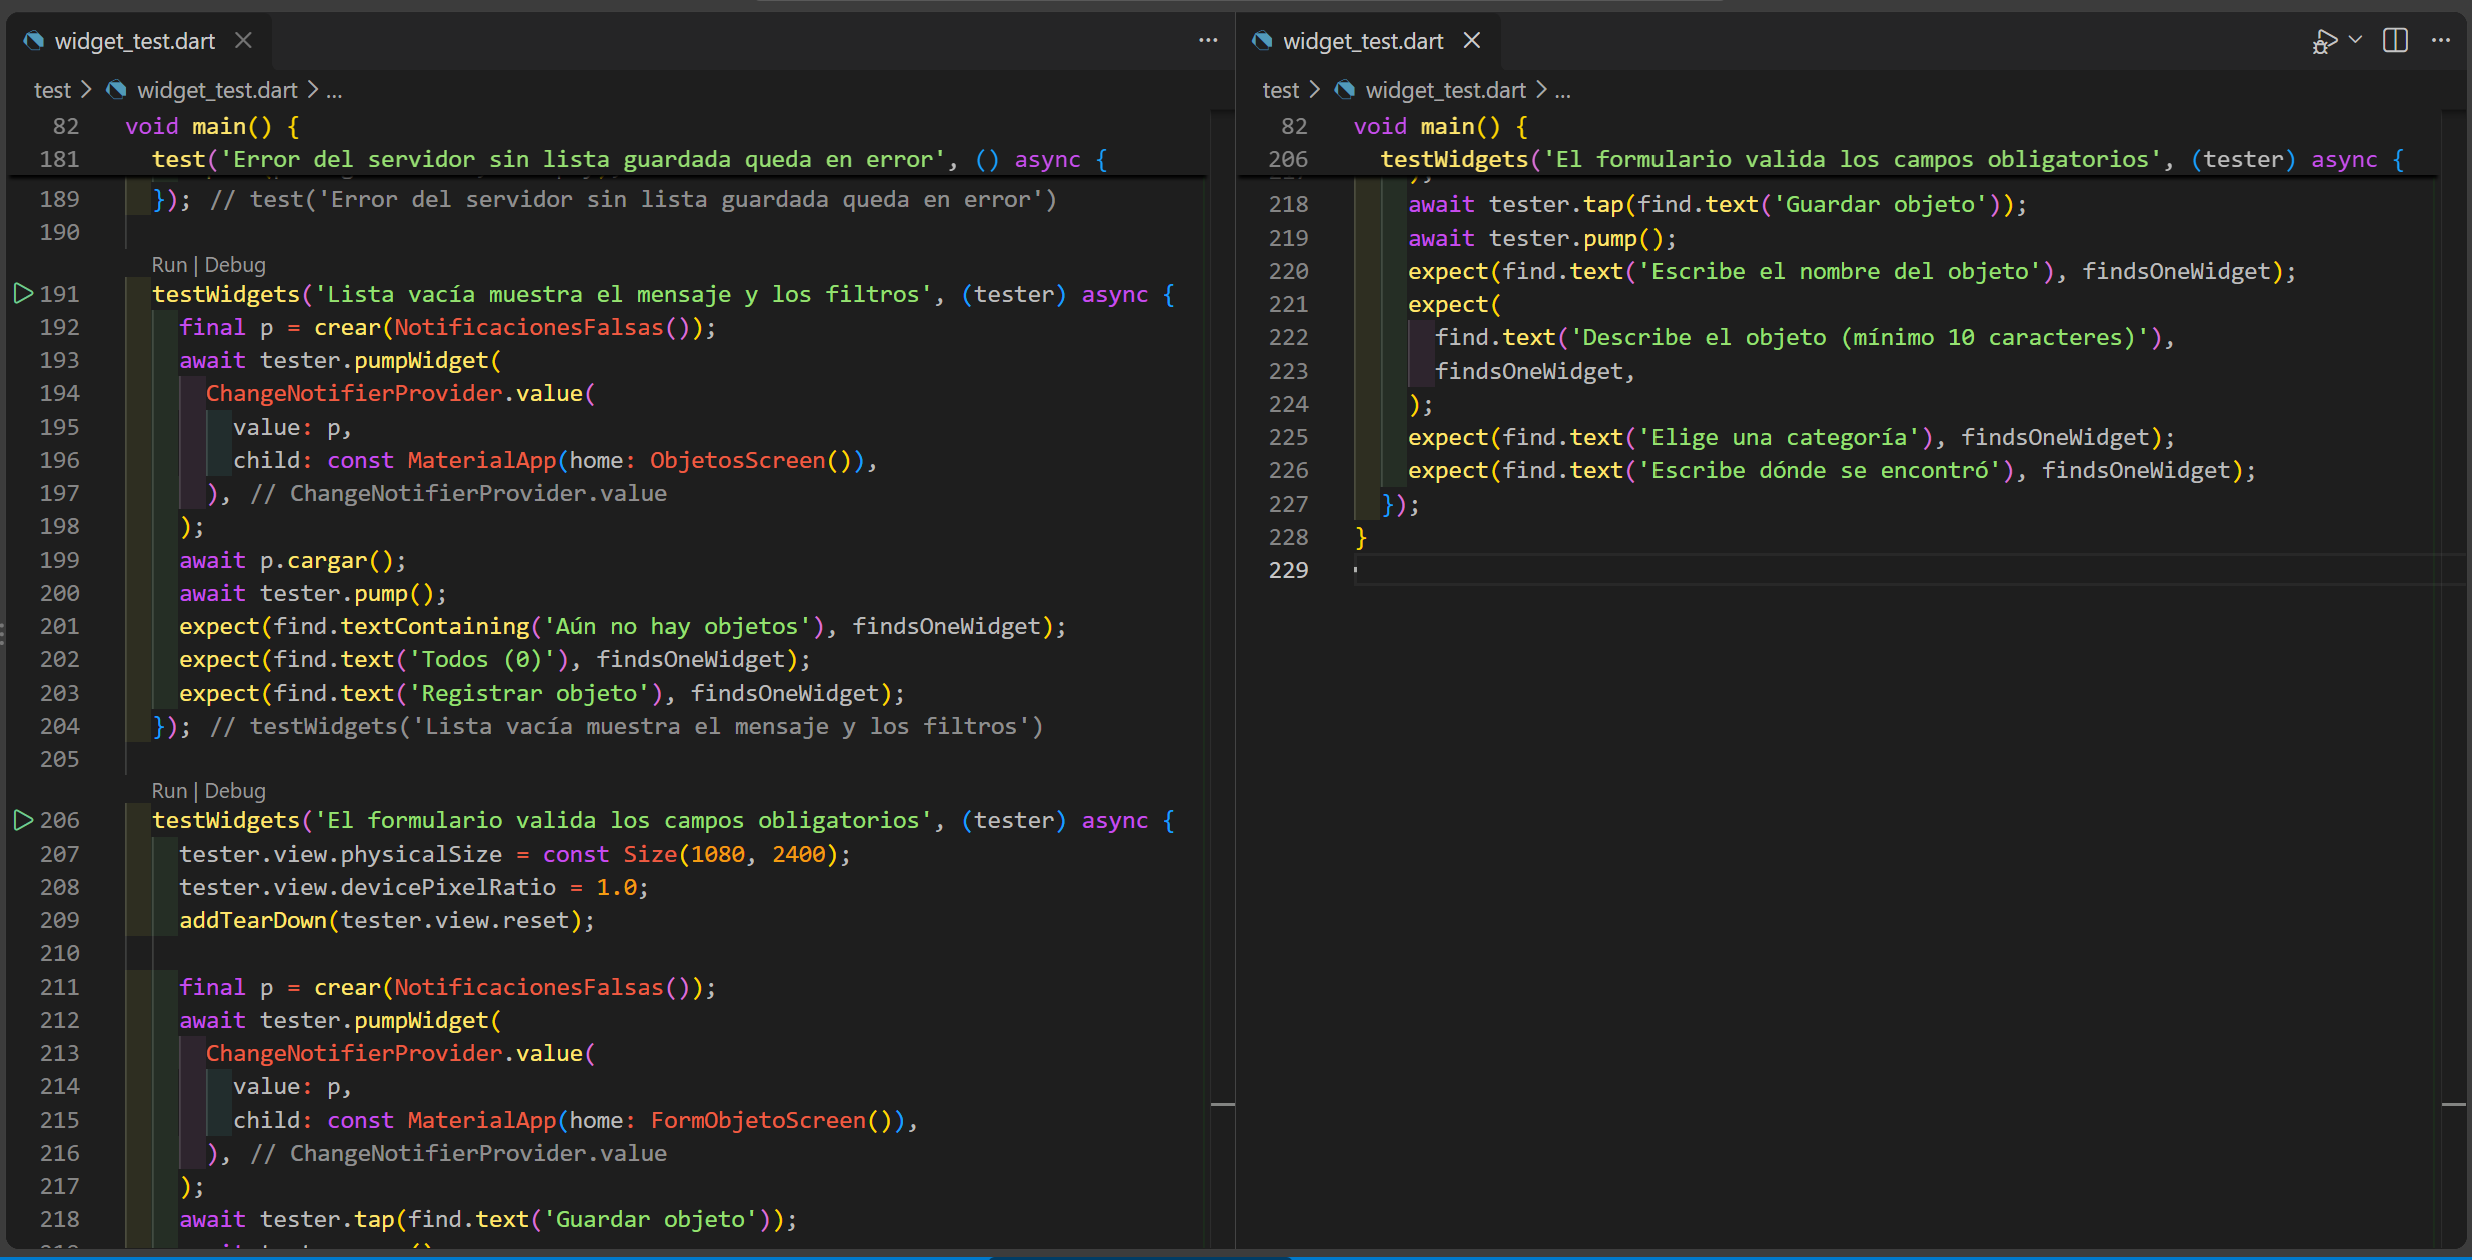 widget_test.dart
test > widget_test.dart > ...
82 void main() {
181 test('Error del servidor sin lista guardada queda en error', () async {
189 }); // test('Error del servidor sin lista guardada queda en error')
190
Run | Debug
191 testWidgets('Lista vacía muestra el mensaje y los filtros', (tester) async {
192 final p = crear(NotificacionesFalsas());
193 await tester.pumpWidget(
194 ChangeNotifierProvider.value(
195 value: p,
196 child: const MaterialApp(home: ObjetosScreen()),
197 ), // ChangeNotifierProvider.value
198 );
199 await p.cargar();
200 await tester.pump();
201 expect(find.textContaining('Aún no hay objetos'), findsOneWidget);
202 expect(find.text('Todos (0)'), findsOneWidget);
203 expect(find.text('Registrar objeto'), findsOneWidget);
204 }); // testWidgets('Lista vacía muestra el mensaje y los filtros')
205
Run | Debug
206 testWidgets('El formulario valida los campos obligatorios', (tester) async {
207 tester.view.physicalSize = const Size(1080, 2400);
208 tester.view.devicePixelRatio = 1.0;
209 addTearDown(tester.view.reset);
210
211 final p = crear(NotificacionesFalsas());
212 await tester.pumpWidget(
213 ChangeNotifierProvider.value(
214 value: p,
215 child: const MaterialApp(home: FormObjetoScreen()),
216 ), // ChangeNotifierProvider.value
217 );
218 await tester.tap(find.text('Guardar objeto'));
widget_test.dart
test > widget_test.dart > ...
82 void main() {
206 testWidgets('El formulario valida los campos obligatorios', (tester) async {
218 await tester.tap(find.text('Guardar objeto'));
219 await tester.pump();
220 expect(find.text('Escribe el nombre del objeto'), findsOneWidget);
221 expect(
222 find.text('Describe el objeto (mínimo 10 caracteres)'),
223 findsOneWidget,
224 );
225 expect(find.text('Elige una categoría'), findsOneWidget);
226 expect(find.text('Escribe dónde se encontró'), findsOneWidget);
227 });
228 }
229